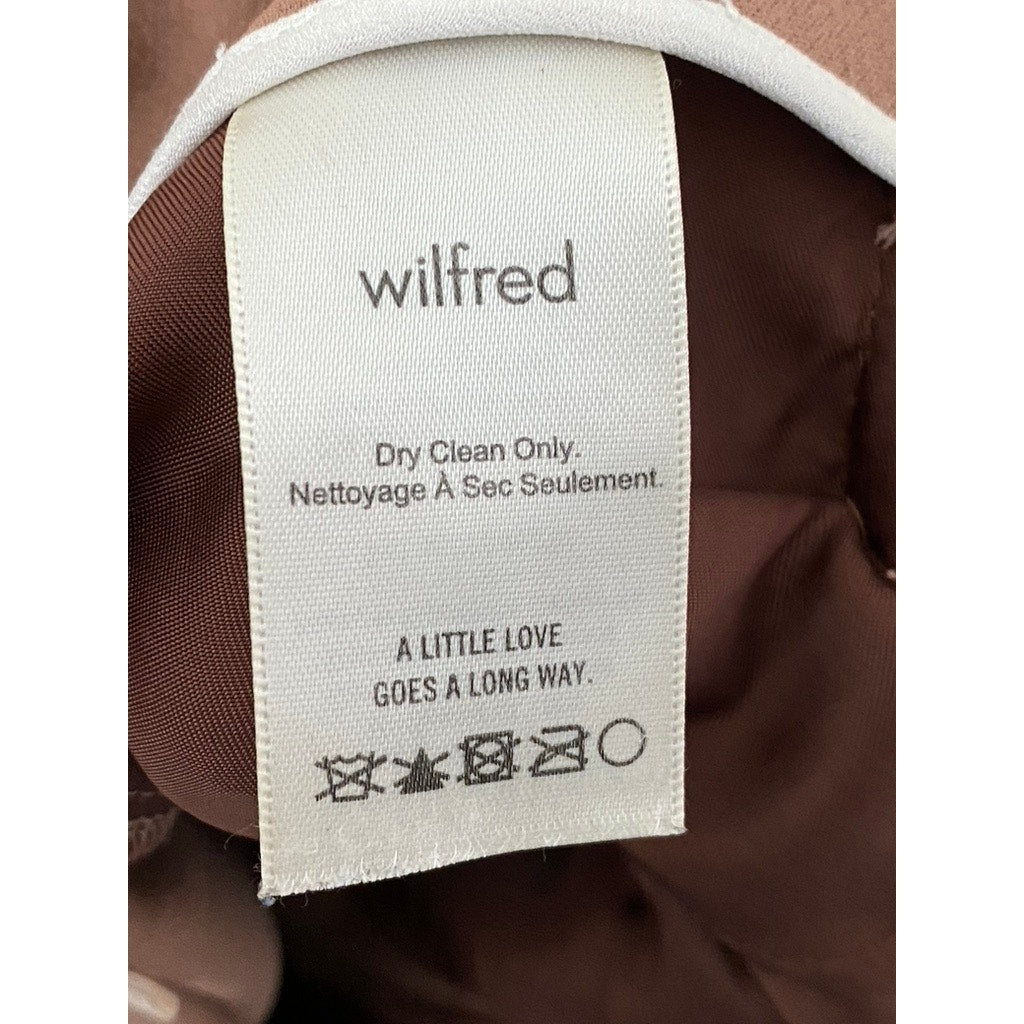 wilfred
Dry Clean Only.
Nettoyage À Sec Seulement.
A LITTLE LOVE
GOES A LONG WAY.